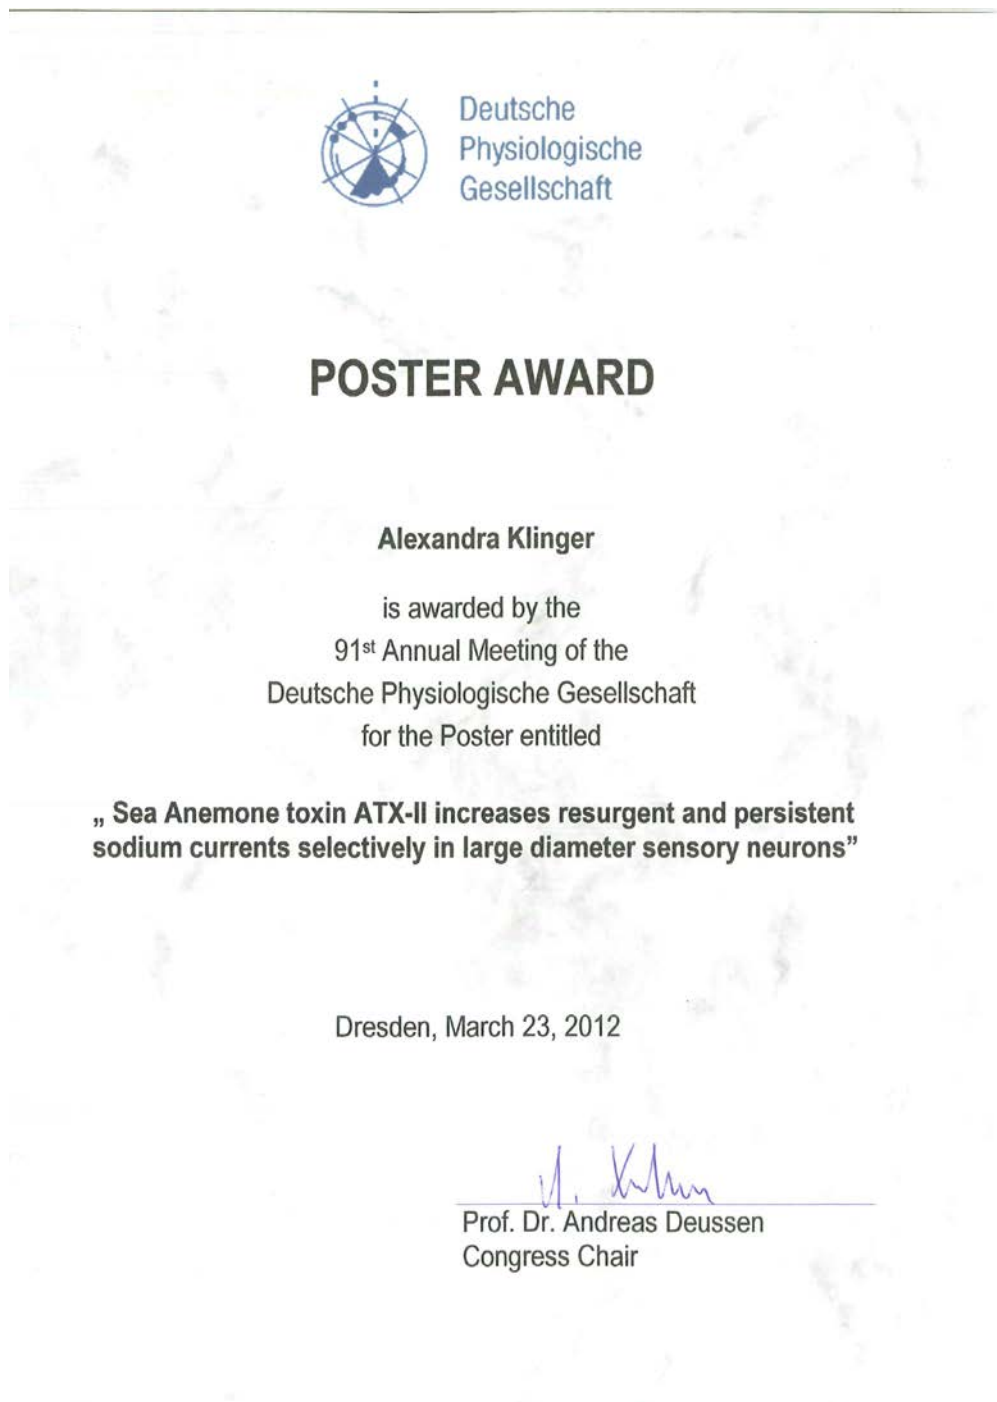 Deutsche
Physiologische
Gesellschaft
POSTER AWARD
Alexandra Klinger
is awarded by the
91st Annual Meeting of the
Deutsche Physiologische Gesellschaft
for the Poster entitled
„ Sea Anemone toxin ATX-II increases resurgent and persistent
sodium currents selectively in large diameter sensory neurons”
Dresden, March 23, 2012
Prof. Dr. Andreas Deussen
Congress Chair